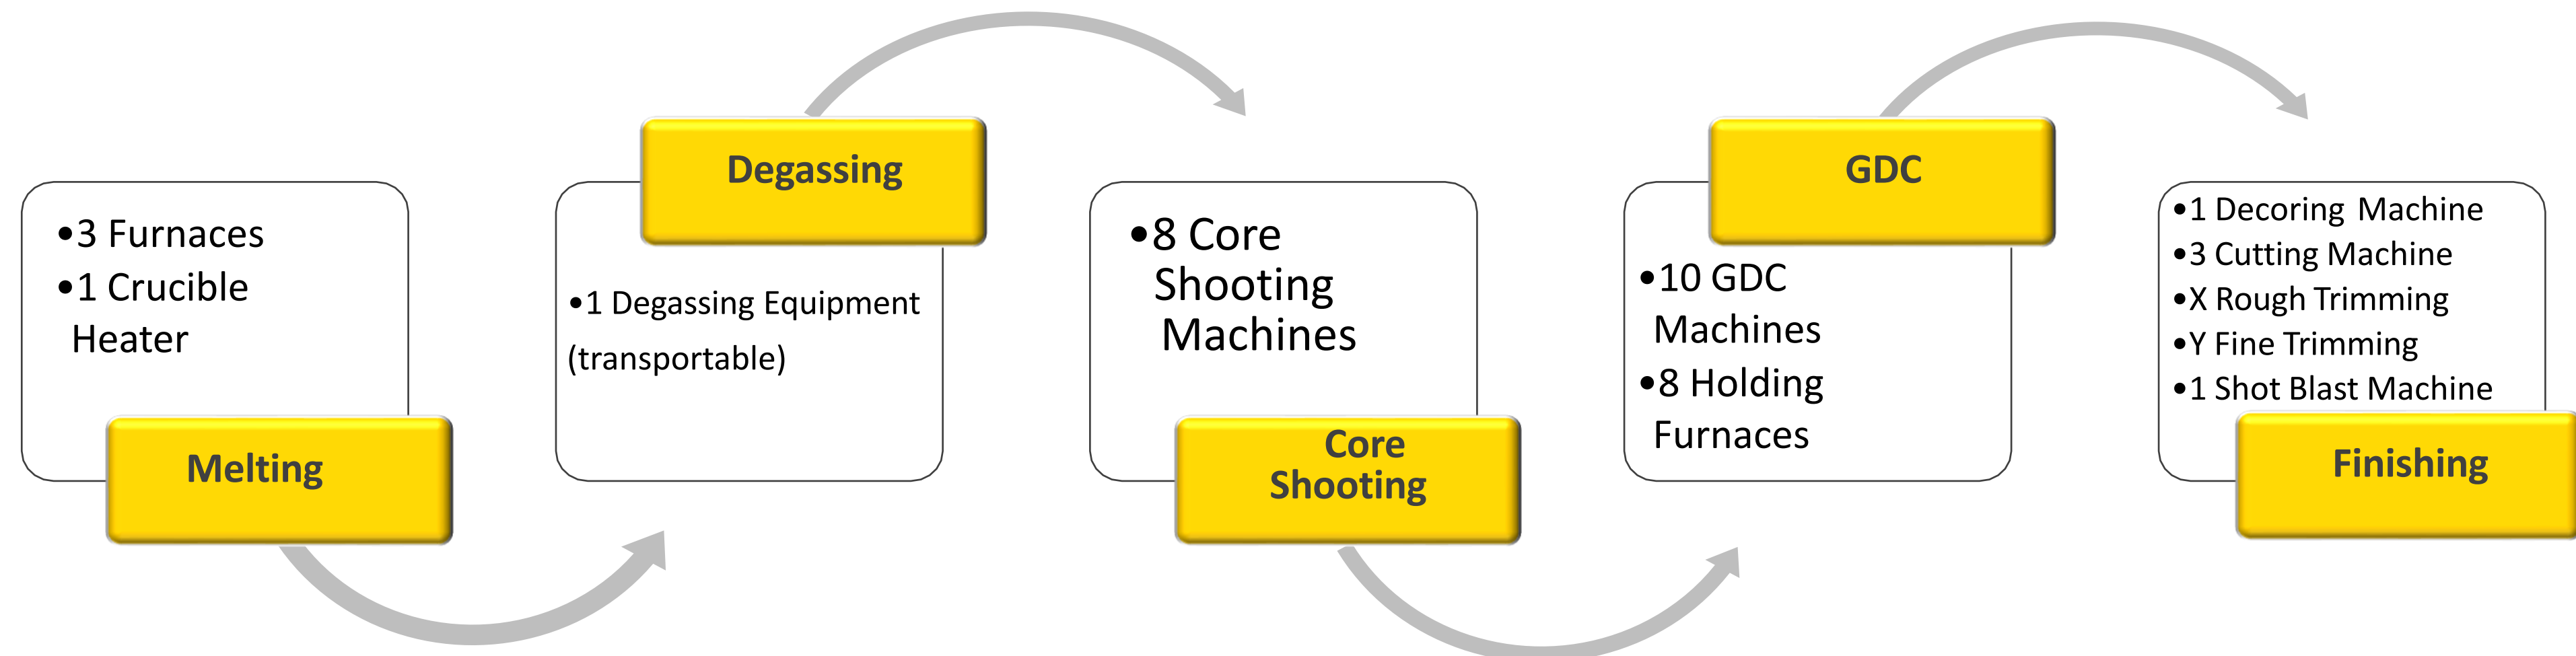 •3 Furnaces
•1 Crucible
Heater
Melting
Degassing
•1 Degassing Equipment
(transportable)
•8 Core
Shooting
Machines
Core
Shooting
GDC
•10 GDC
Machines
•8 Holding
Furnaces
•1 Decoring Machine
•3 Cutting Machine
•X Rough Trimming
•Y Fine Trimming
•1 Shot Blast Machine
Finishing